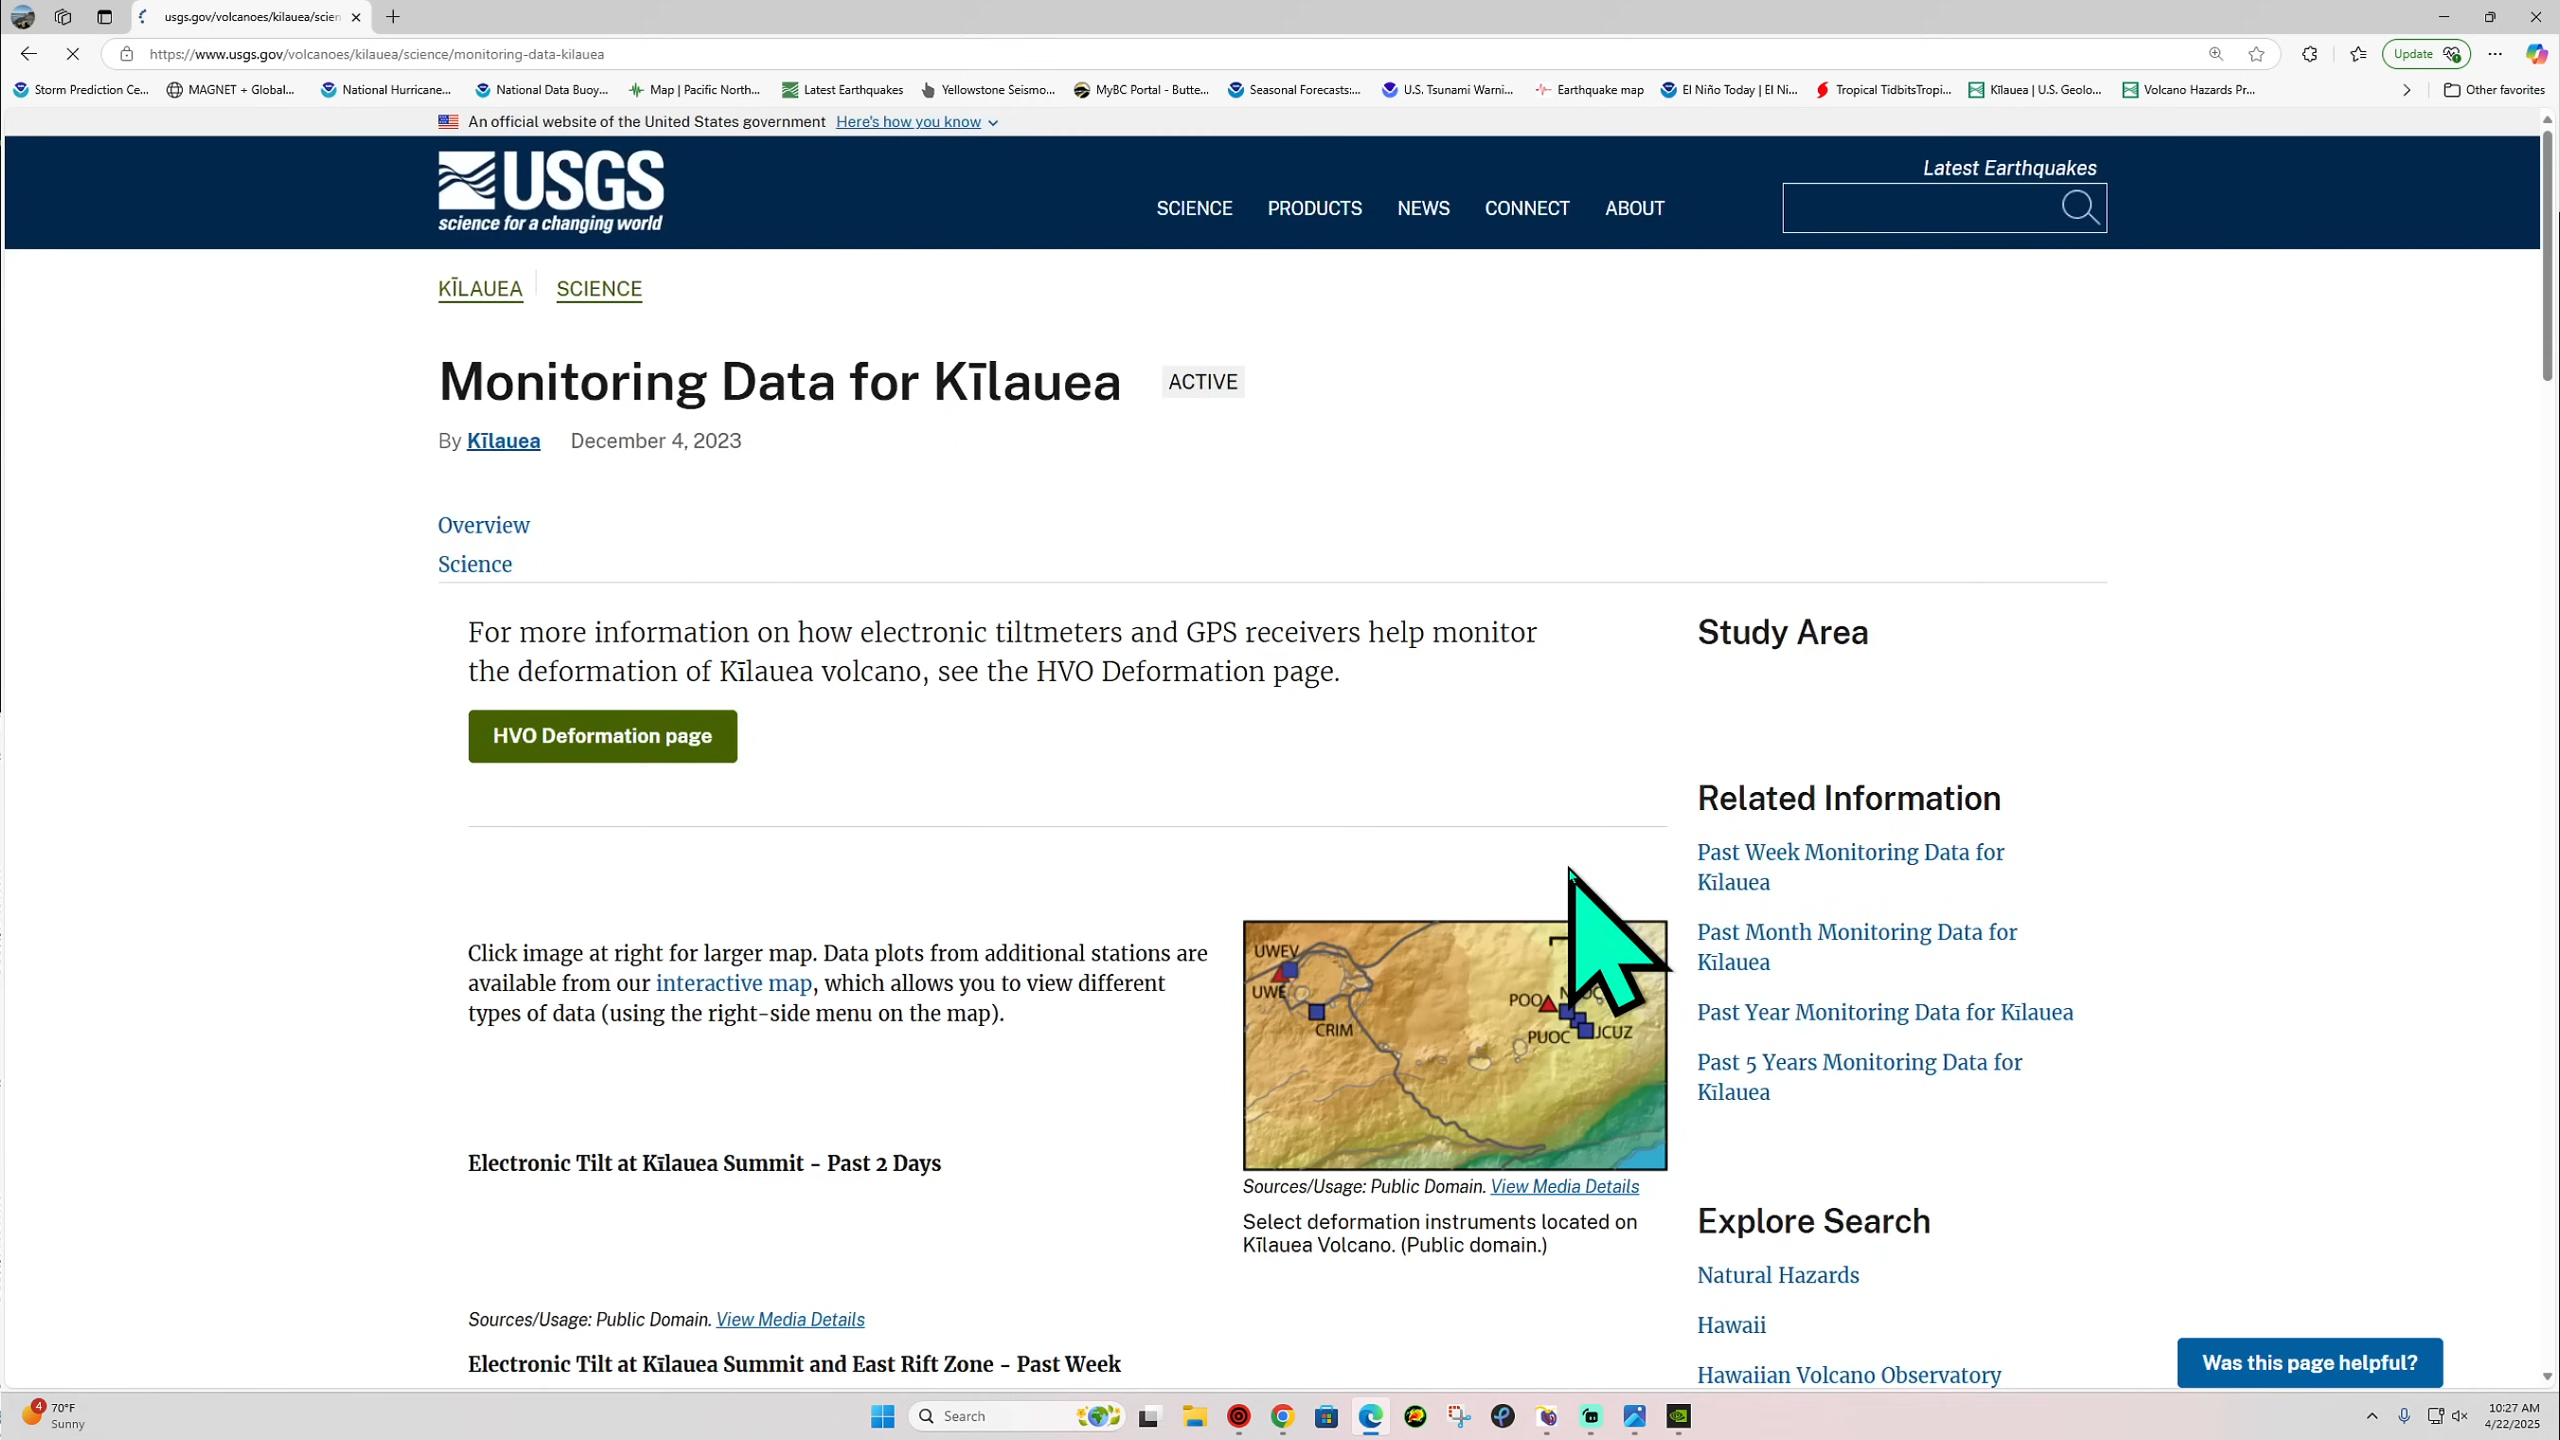 usgs.gov/volcanoes/kilauea/scien
https://www.usgs.gov/volcanoes/kilauea/science/monitoring-data-kilauea
Update
Storm Prediction Ce...
MAGNET + Global...
National Hurricane...
National Data Buoy...
Map | Pacific North...
Latest Earthquakes
Yellowstone Seismo...
MyBC Portal - Butte...
Seasonal Forecasts:...
U.S. Tsunami Warni...
Earthquake map
El Niño Today | El Ni...
Tropical TidbitsTropi...
Kīlauea | U.S. Geolo...
Volcano Hazards Pr...
Other favorites
An official website of the United States government Here's how you know
USGS
science for a changing world
SCIENCE
PRODUCTS
NEWS
CONNECT
ABOUT
Latest Earthquakes
KĪLAUEA
SCIENCE
Monitoring Data for Kīlauea
ACTIVE
By Kīlauea December 4, 2023
Overview
Science
For more information on how electronic tiltmeters and GPS receivers help monitor
the deformation of Kīlauea volcano, see the HVO Deformation page.
HVO Deformation page
Click image at right for larger map. Data plots from additional stations are
available from our interactive map, which allows you to view different
types of data (using the right-side menu on the map).
UWEV
UWE
CRIM
POO
PUOC
JCUZ
Sources/Usage: Public Domain. View Media Details
Select deformation instruments located on
Kīlauea Volcano. (Public domain.)
Electronic Tilt at Kīlauea Summit - Past 2 Days
Sources/Usage: Public Domain. View Media Details
Electronic Tilt at Kīlauea Summit and East Rift Zone - Past Week
Study Area
Related Information
Past Week Monitoring Data for
Kīlauea
Past Month Monitoring Data for
Kīlauea
Past Year Monitoring Data for Kīlauea
Past 5 Years Monitoring Data for
Kīlauea
Explore Search
Natural Hazards
Hawaii
Hawaiian Volcano Observatory
Was this page helpful?
4
70°F
Sunny
Search
10:27 AM
4/22/2025